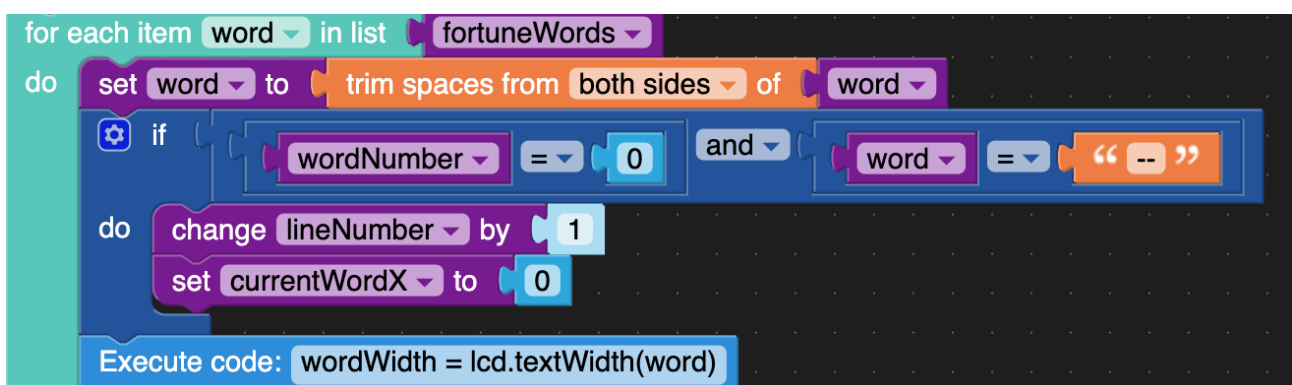 for each item word in list fortuneWords
do set word to trim spaces from both sides of word
if wordNumber = 0 and word = “ -- ”
do change lineNumber by 1
set currentWordX to 0
Execute code: wordWidth = lcd.textWidth(word)